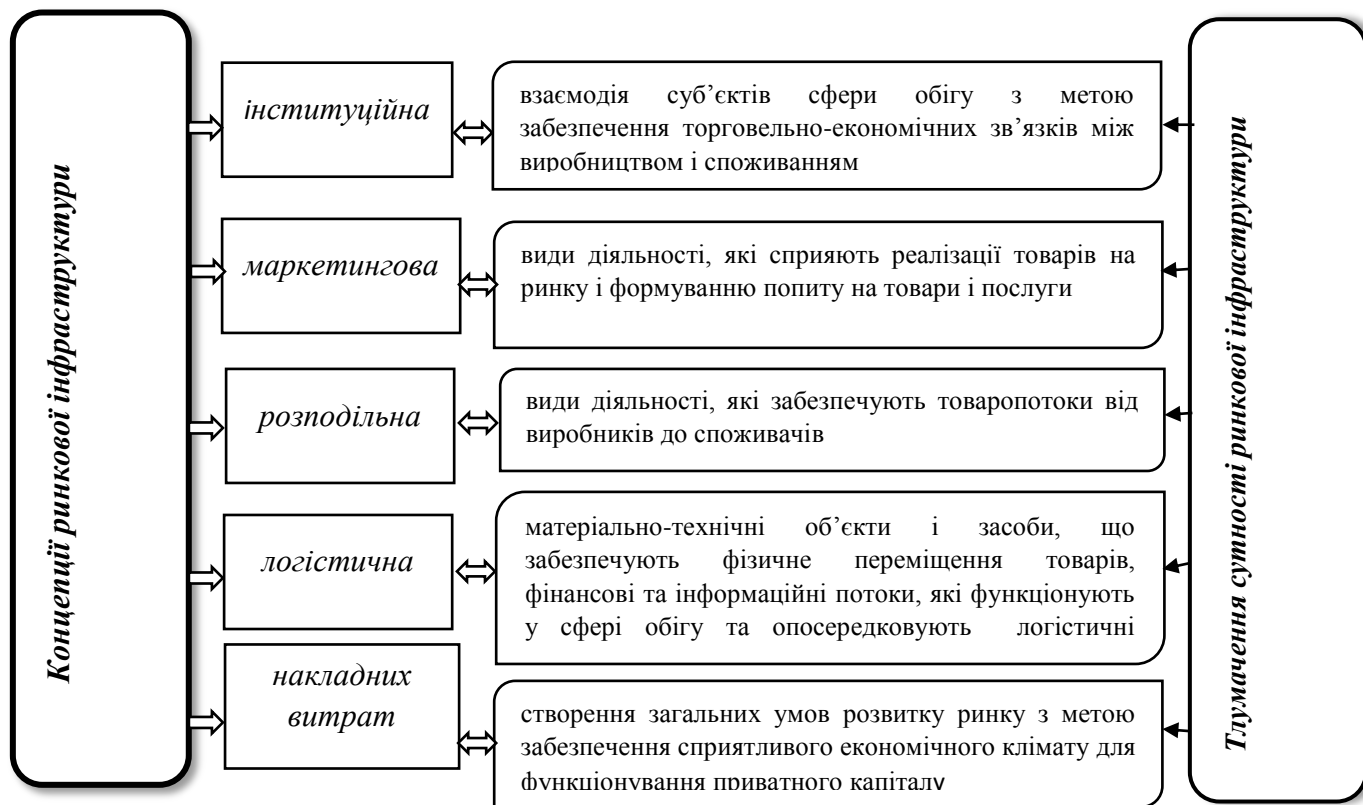 Концепції ринкової інфраструктури
інституційна
взаємодія суб’єктів сфери обігу з метою
забезпечення торговельно-економічних зв’язків між
виробництвом і споживанням
маркетингова
види діяльності, які сприяють реалізації товарів на
ринку і формуванню попиту на товари і послуги
розподільна
види діяльності, які забезпечують товаропотоки від
виробників до споживачів
логістична
матеріально-технічні об’єкти і засоби, що
забезпечують фізичне переміщення товарів,
фінансові та інформаційні потоки, які функціонують
у сфері обігу та опосередковують логістичні
накладних
витрат
створення загальних умов розвитку ринку з метою
забезпечення сприятливого економічного клімату для
функціонування приватного капіталу
Тлумачення сутності ринкової інфраструктури